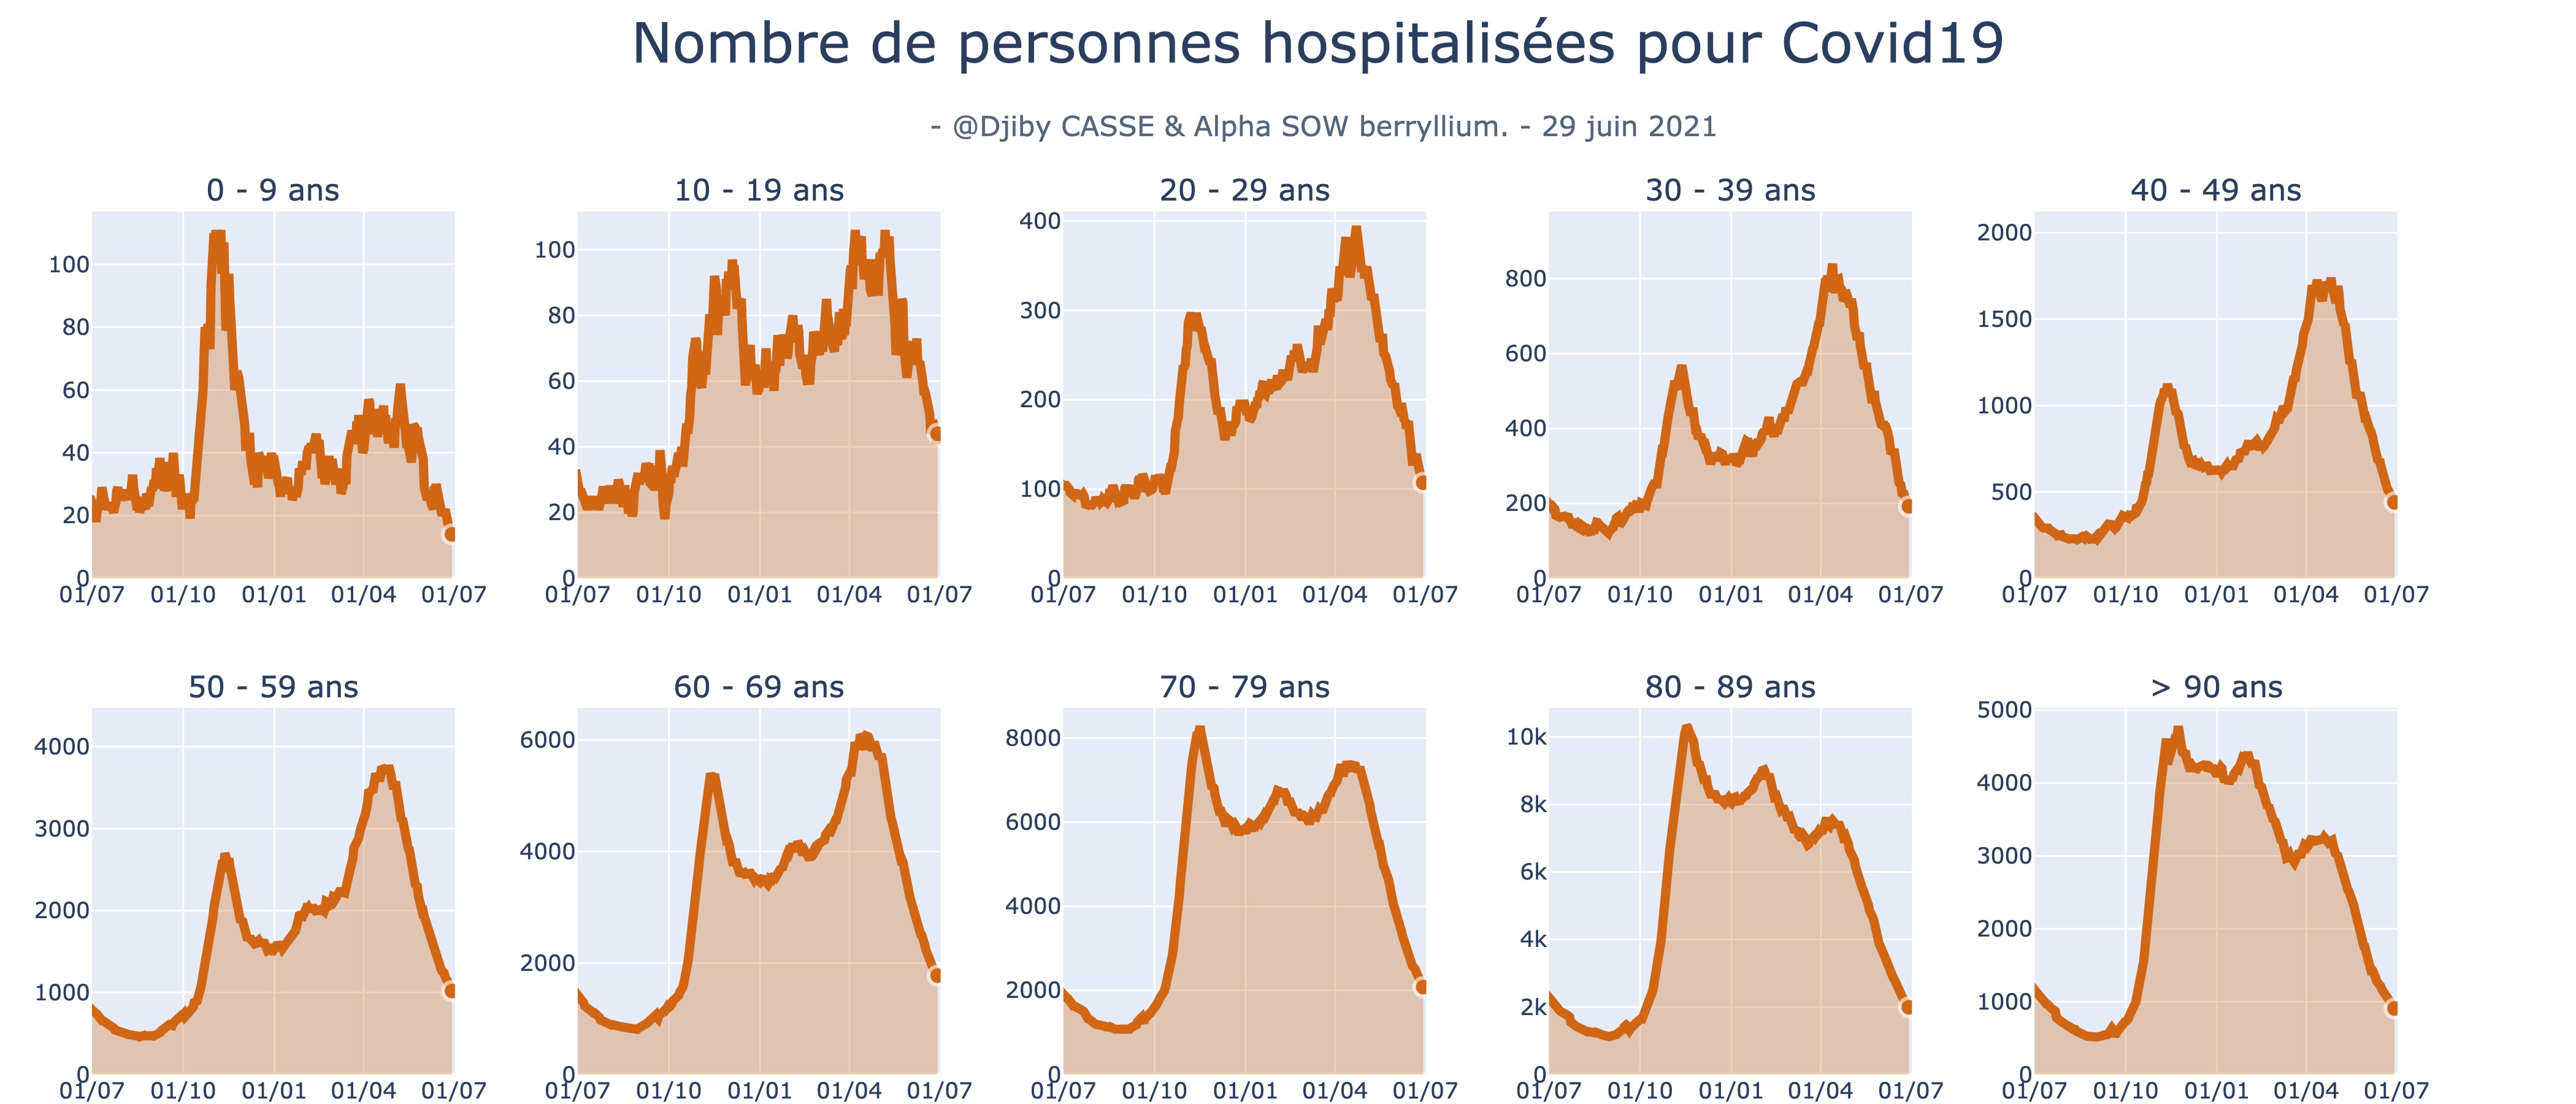 Nombre de personnes hospitalisées pour Covid19
- @Djiby CASSE & Alpha SOW berryllium. - 29 juin 2021
0 - 9 ans
100
80
60
40
20
0
01/07 01/10 01/01 01/04 01/07
10 - 19 ans
100
80
60
40
20
0
01/07 01/10 01/01 01/04 01/07
20 - 29 ans
400
300
200
100
0
01/07 01/10 01/01 01/04 01/07
30 - 39 ans
800
600
400
200
0
01/07 01/10 01/01 01/04 01/07
40 - 49 ans
2000
1500
1000
500
0
01/07 01/10 01/01 01/04 01/07
50 - 59 ans
4000
3000
2000
1000
0
01/07 01/10 01/01 01/04 01/07
60 - 69 ans
6000
4000
2000
0
01/07 01/10 01/01 01/04 01/07
70 - 79 ans
8000
6000
4000
2000
0
01/07 01/10 01/01 01/04 01/07
80 - 89 ans
10k
8k
6k
4k
2k
0
01/07 01/10 01/01 01/04 01/07
> 90 ans
5000
4000
3000
2000
1000
0
01/07 01/10 01/01 01/04 01/07